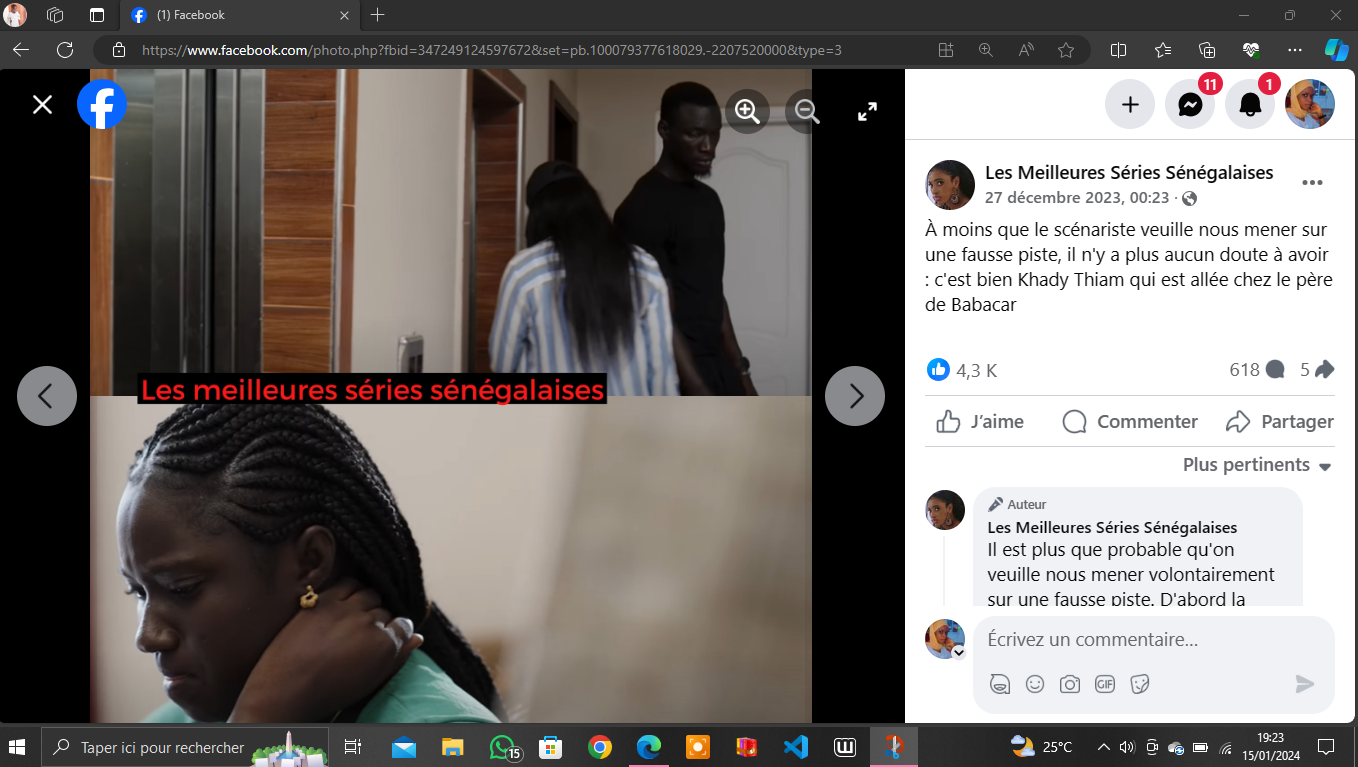 (1) Facebook
https://www.facebook.com/photo.php?fbid=347249124597672&set=pb.100079377618029.-2207520000&type=3
11
1
Les Meilleures Séries Sénégalaises
27 décembre 2023, 00:23 ·
À moins que le scénariste veuille nous mener sur
une fausse piste, il n'y a plus aucun doute à avoir
: c'est bien Khady Thiam qui est allée chez le père
de Babacar
4,3 K
618
5
Les meilleures séries sénégalaises
J'aime
Commenter
Partager
Plus pertinents
Auteur
Les Meilleures Séries Sénégalaises
Il est plus que probable qu'on
veuille nous mener volontairement
sur une fausse piste. D'abord la
Écrivez un commentaire...
GIF
Taper ici pour rechercher
15
25°C
19:23
15/01/2024